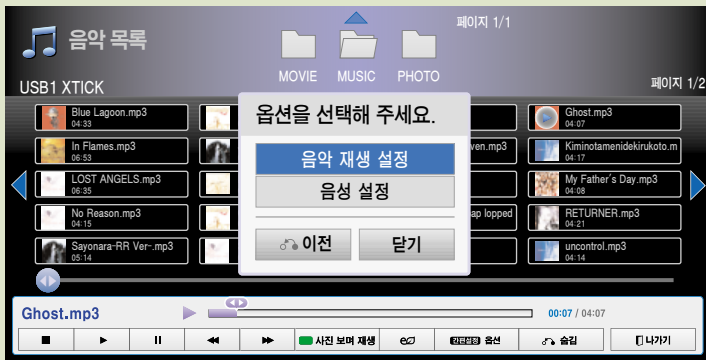 음악 목록
페이지 1/1
MOVIE
MUSIC
PHOTO
USB1 XTICK
페이지 1/2
옵션을 선택해 주세요.
음악 재생 설정
음성 설정
이전
닫기
Blue Lagoon.mp3
04:33
In Flames.mp3
06:53
LOST ANGELS.mp3
06:35
No Reason.mp3
04:15
Sayonara-RR Ver-.mp3
05:14
ven.mp3
ap lopped
Ghost.mp3
04:07
Kiminotamenidekirukoto.m
04:17
My Father's Day.mp3
04:08
RETURNER.mp3
04:21
uncontrol.mp3
04:14
Ghost.mp3
00:07 / 04:07
사진 보며 재생
간편설정 옵션
숨김
나가기